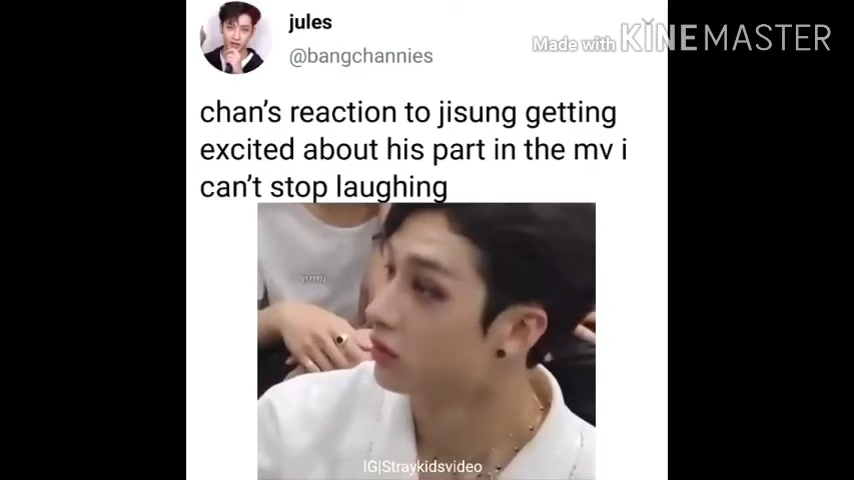 jules
@bangchannies
Made with KINEMASTER
chan's reaction to jisung getting
excited about his part in the mv i
can't stop laughing
IG|Straykidsvideo